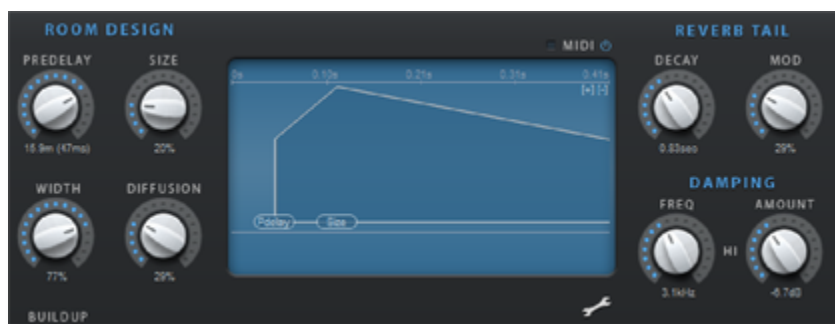 ROOM DESIGN
REVERB TAIL
MIDI
PREDELAY
SIZE
DECAY
MOD
0s 0.10s 0.21s 0.31s 0.41s
[+] [-]
15.9m (47ms)
20%
0.83sec
29%
WIDTH
DIFFUSION
DAMPING
FREQ
AMOUNT
Pdelay
Size
HI
77%
29%
3.1kHz
-6.7dB
BUILDUP